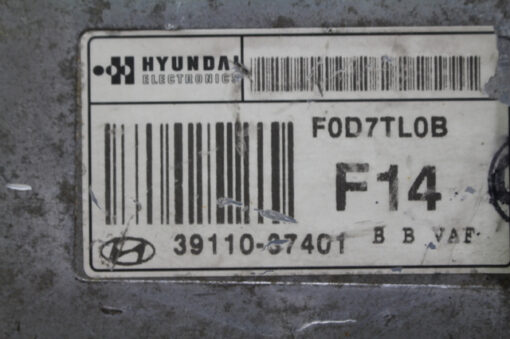 HYUNDAI
ELECTRONICS
F0D7TL0B
F14
39110-37401
B B VAF